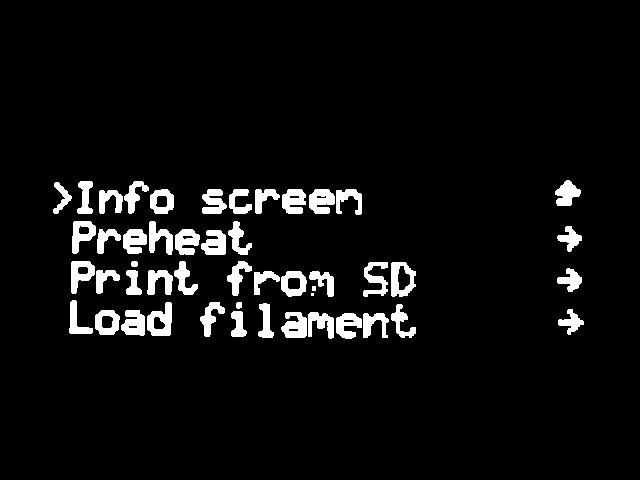 >Info screen ↑
Preheat →
Print from SD →
Load filament →